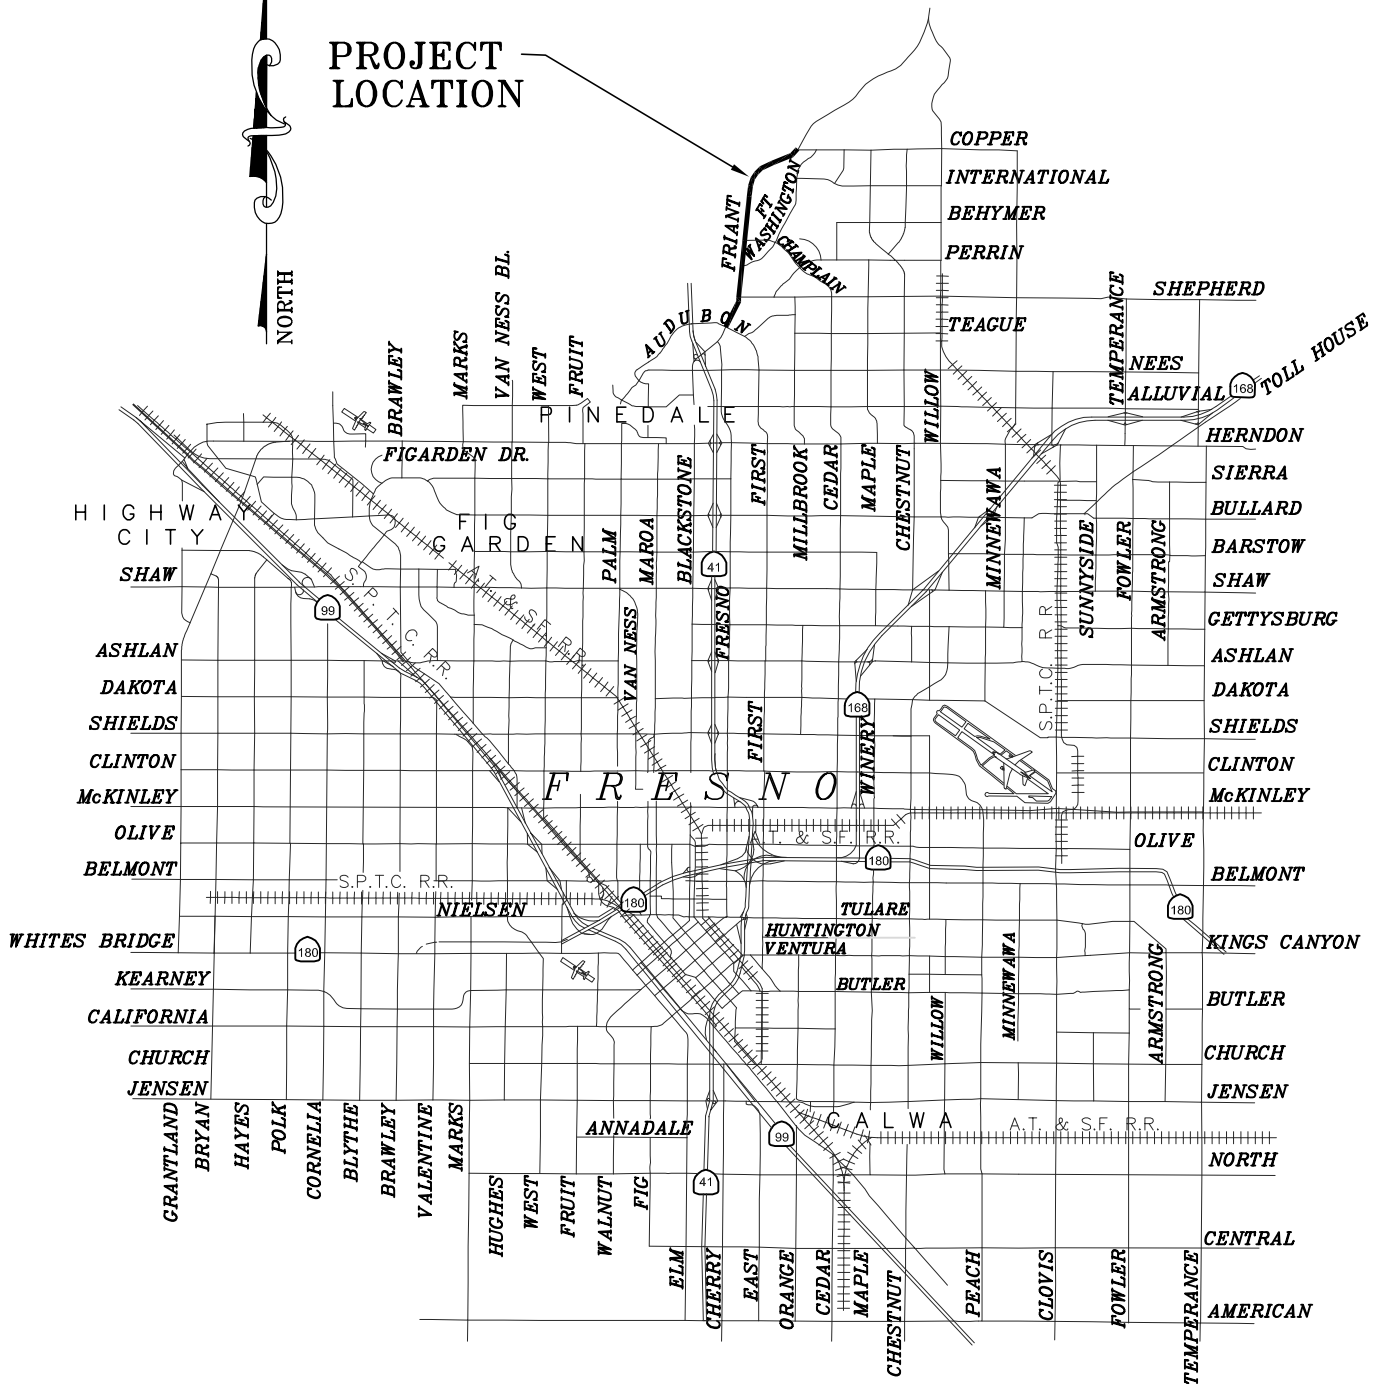 PROJECT
LOCATION
NORTH
COPPER
INTERNATIONAL
BEHYMER
PERRIN
FRIANT
FT
WASHINGTON
CHAMPLAIN
SHEPHERD
AUDUBON
TEAGUE
TEMPERANCE
NEES
ALLUVIAL
168
TOLL HOUSE
BRAWLEY
MARKS
VAN NESS BL.
WEST
FRUIT
PINEDALE
WILLOW
HERNDON
FIGARDEN DR.
SIERRA
BLACKSTONE
FIRST
MILLBROOK
CEDAR
MAPLE
CHESTNUT
MINNEWAWA
BULLARD
HIGHWAY
CITY
FIG
GARDEN
PALM
MAROA
SUNNYSIDE
FOWLER
ARMSTRONG
BARSTOW
SHAW
41
SHAW
99
S.P.T.C. R.R.
A.T. & S.F. R.R.
VAN NESS
FRESNO
S.P.T.C. R R
GETTYSBURG
ASHLAN
ASHLAN
DAKOTA
DAKOTA
SHIELDS
FIRST
168
WINERY
SHIELDS
CLINTON
CLINTON
McKINLEY
FRESNO
McKINLEY
OLIVE
A.T. & S.F. R.R.
OLIVE
BELMONT
180
BELMONT
S.P.T.C. R.R.
NIELSEN
180
TULARE
180
WHITES BRIDGE
180
HUNTINGTON
VENTURA
MINNEWAWA
ARMSTRONG
KINGS CANYON
KEARNEY
BUTLER
WILLOW
BUTLER
CALIFORNIA
CHURCH
CHURCH
JENSEN
JENSEN
GRANTLAND
BRYAN
HAYES
POLK
CORNELIA
BLYTHE
BRAWLEY
VALENTINE
MARKS
ANNADALE
99
CALWA
A.T. & S.F. R.R.
NORTH
HUGHES
WEST
FRUIT
WALNUT
FIG
41
CENTRAL
ELM
CHERRY
EAST
ORANGE
CEDAR
MAPLE
CHESTNUT
PEACH
CLOVIS
FOWLER
TEMPERANCE
AMERICAN